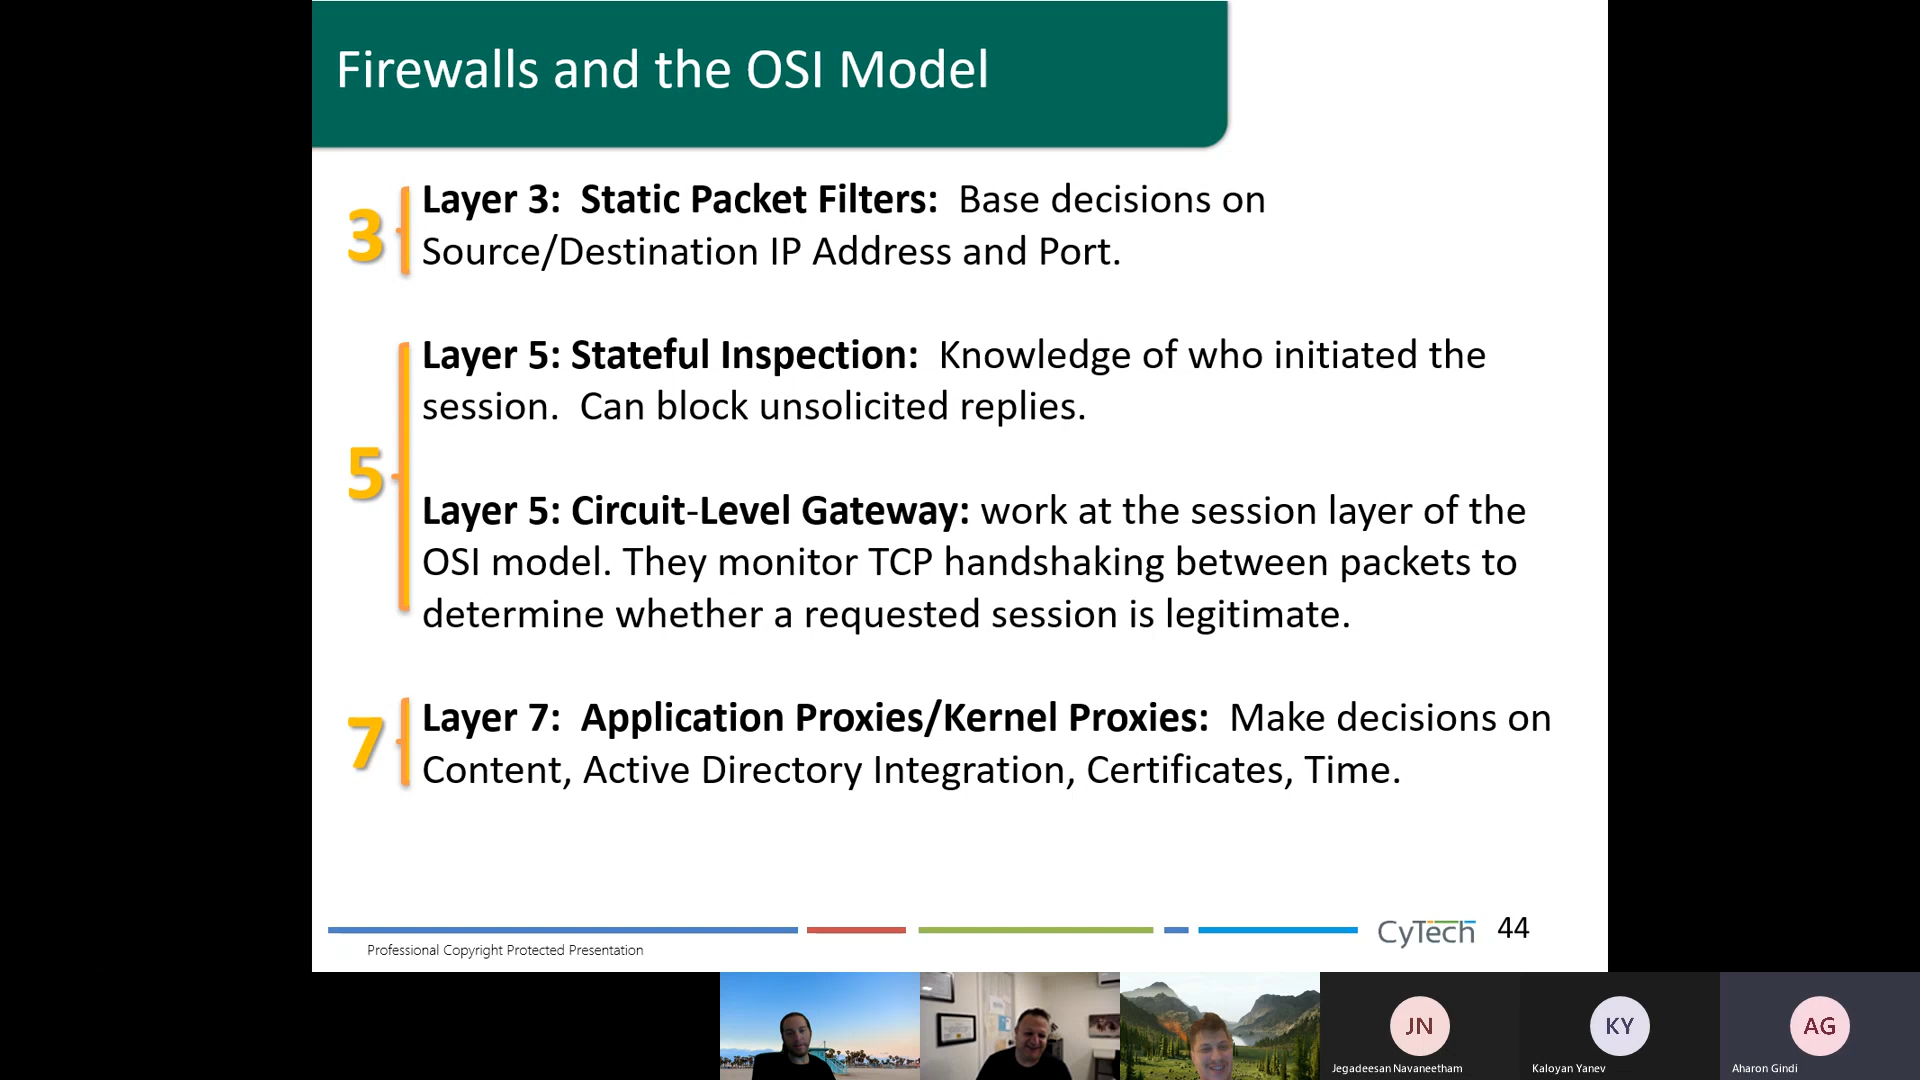 Firewalls and the OSI Model
3
Layer 3:  Static Packet Filters:  Base decisions on
Source/Destination IP Address and Port.
5
Layer 5: Stateful Inspection:  Knowledge of who initiated the
session.  Can block unsolicited replies.
Layer 5: Circuit-Level Gateway: work at the session layer of the
OSI model. They monitor TCP handshaking between packets to
determine whether a requested session is legitimate.
7
Layer 7:  Application Proxies/Kernel Proxies:  Make decisions on
Content, Active Directory Integration, Certificates, Time.
CyTech
44
Professional Copyright Protected Presentation
JN
KY
AG
Jegadeesan Navaneetham
Kaloyan Yanev
Aharon Gindi